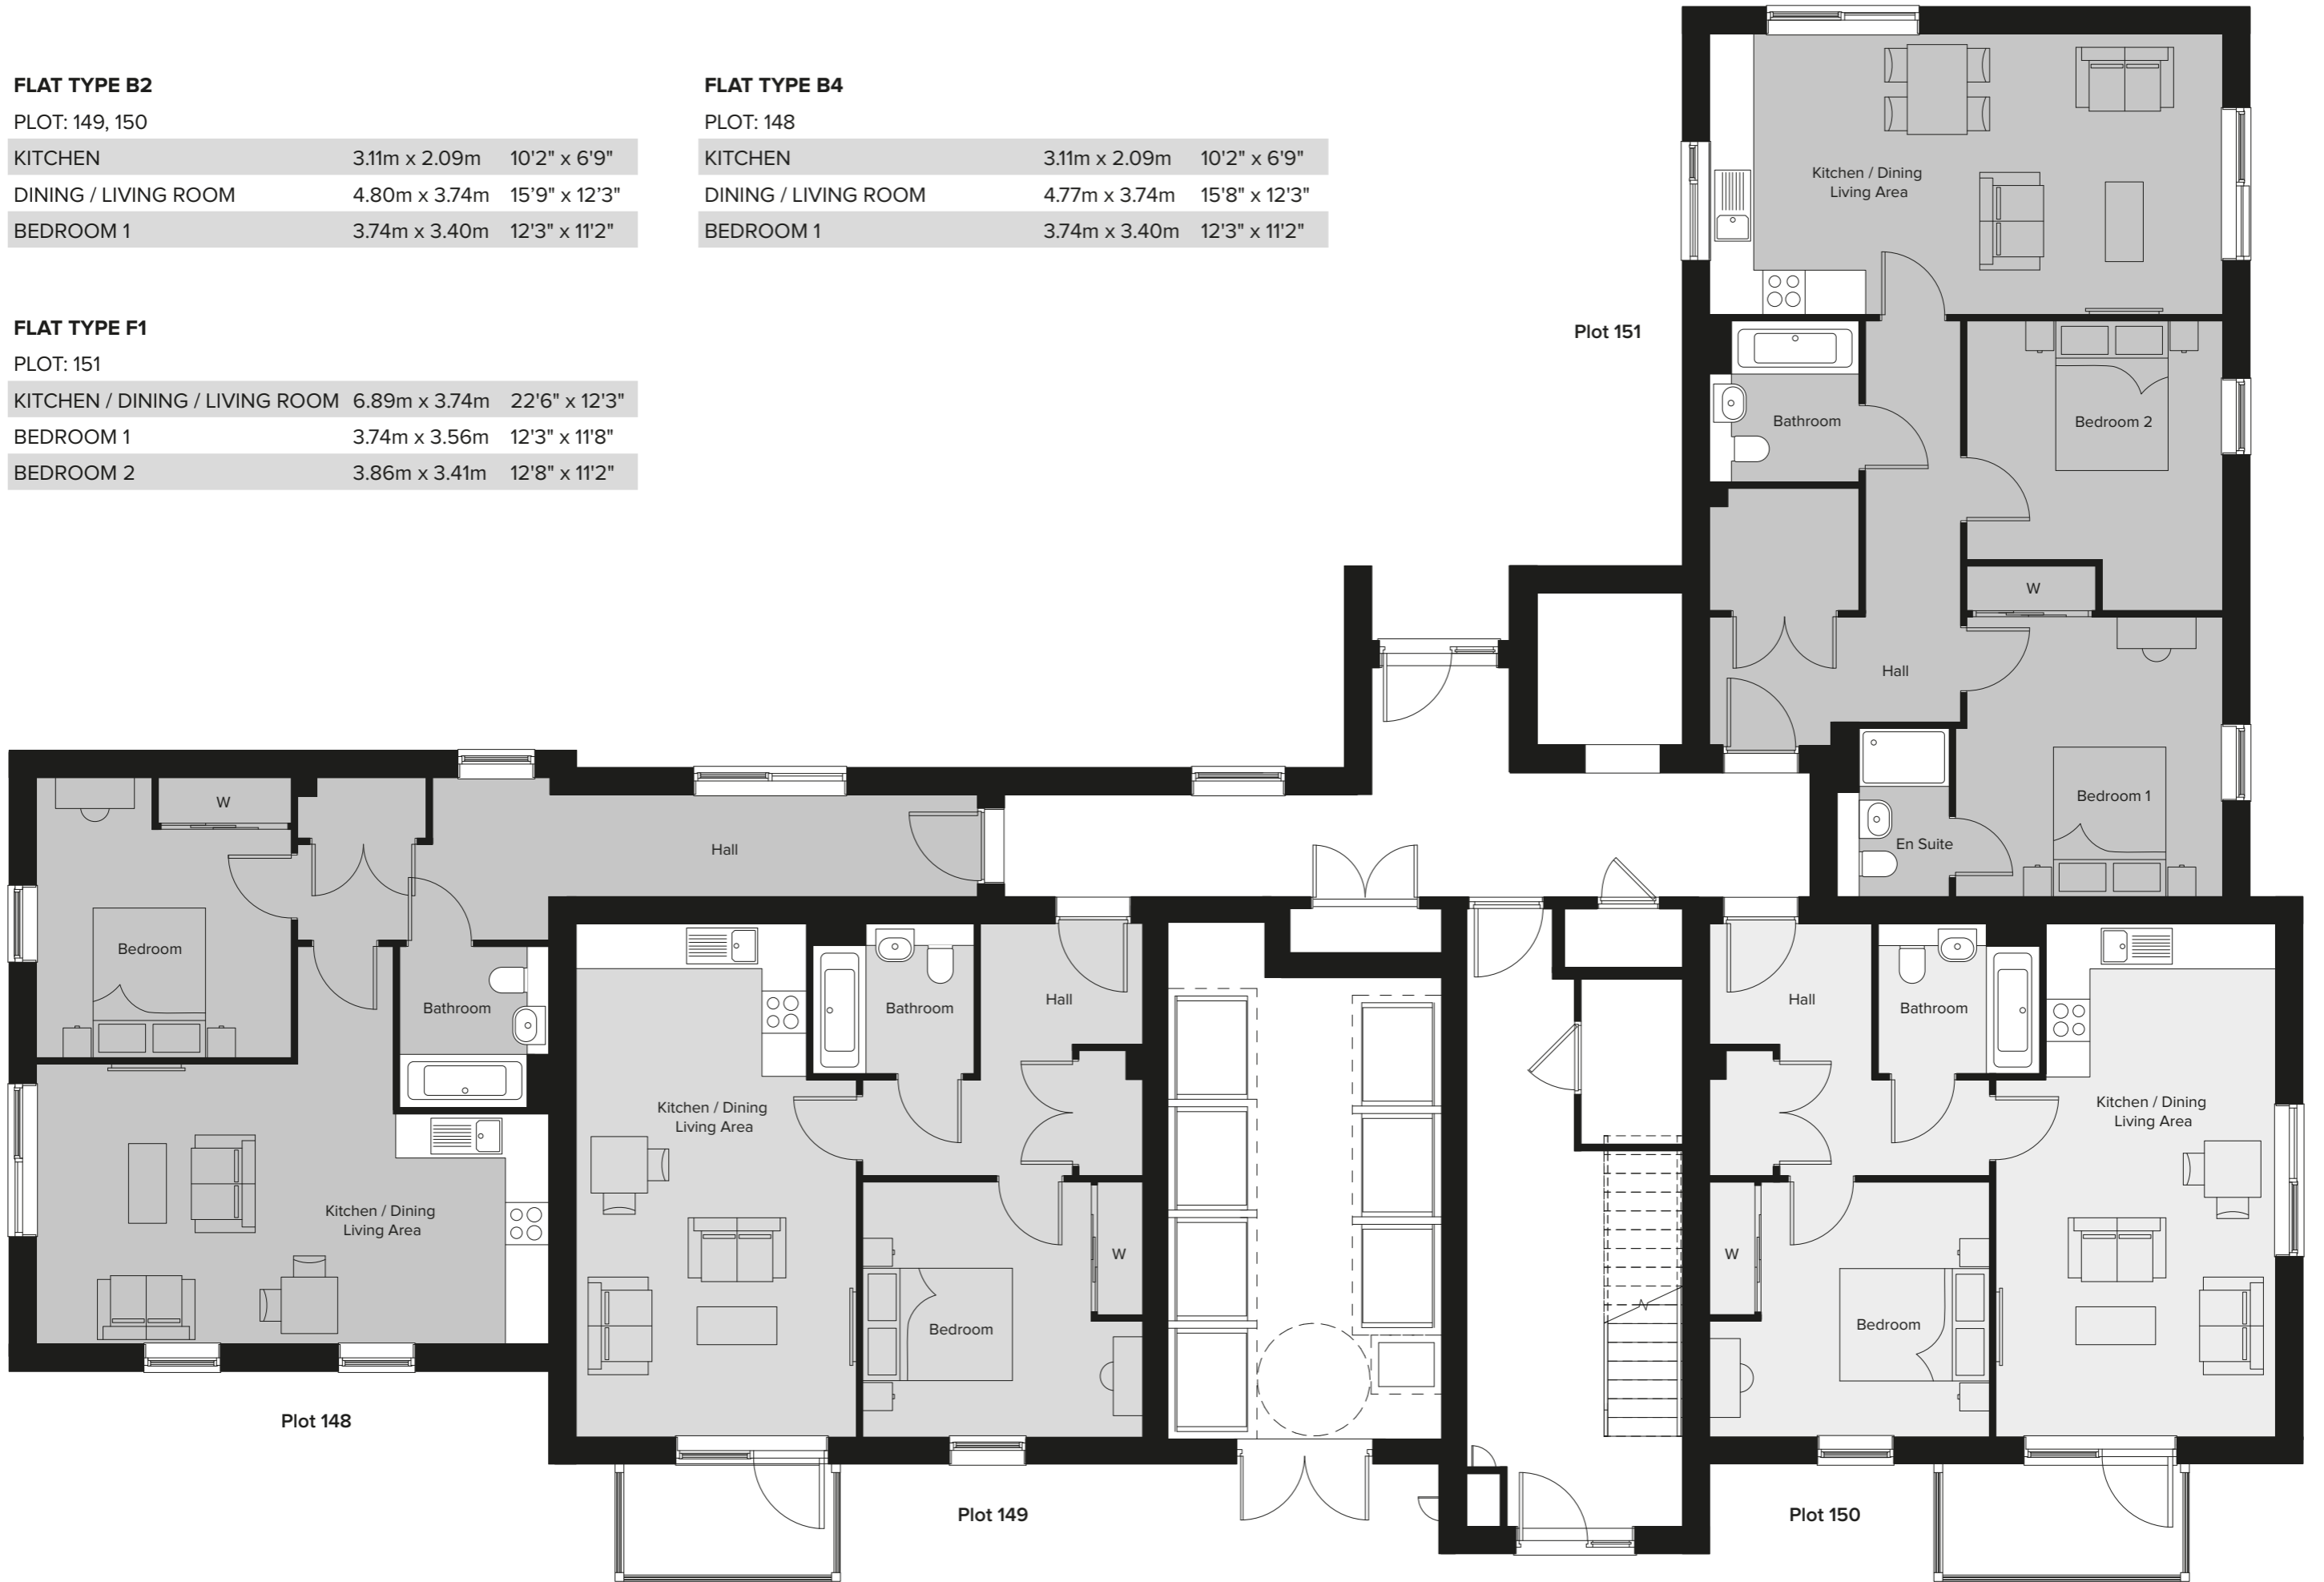 FLAT TYPE B2
PLOT: 149, 150
KITCHEN 3.11m x 2.09m 10'2" x 6'9"
DINING / LIVING ROOM 4.80m x 3.74m 15’9" x 12’3"
BEDROOM 1 3.74m x 3.40m 12'3" x 11'2"
FLAT TYPE B4
PLOT: 148
KITCHEN 3.11m x 2.09m 10'2" x 6'9"
DINING / LIVING ROOM 4.77m x 3.74m 15'8" x 12'3"
BEDROOM 1 3.74m x 3.40m 12'3" x 11'2"
FLAT TYPE F1
PLOT: 151
KITCHEN / DINING / LIVING ROOM 6.89m x 3.74m 22'6" x 12'3"
BEDROOM 1 3.74m x 3.56m 12'3" x 11'8"
BEDROOM 2 3.86m x 3.41m 12'8" x 11'2"
Kitchen / Dining
Living Area
Plot 151
Bathroom
Bedroom 2
W
Hall
Bedroom 1
En Suite
W
Hall
Bedroom
Bathroom
Kitchen / Dining
Living Area
Plot 148
Bathroom
Hall
Kitchen / Dining
Living Area
W
Bedroom
Plot 149
Hall
Bathroom
Kitchen / Dining
Living Area
W
Bedroom
Plot 150